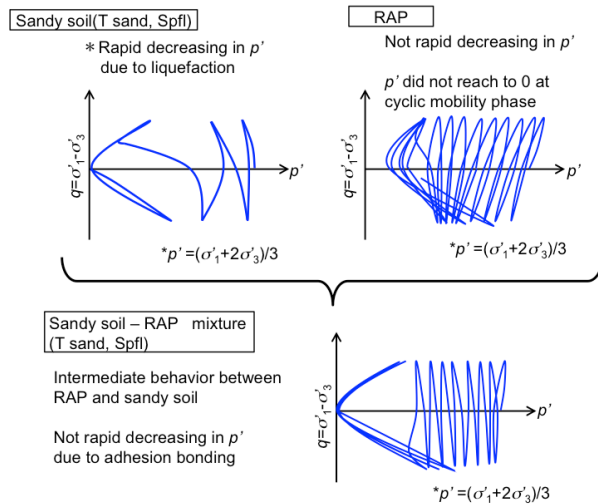 Sandy soil(T sand, Spfl)
* Rapid decreasing in p’
due to liquefaction
q=σ’1-σ’3
p’
*p’ =(σ’1+2σ’3)/3
RAP
Not rapid decreasing in p’
p’ did not reach to 0 at
cyclic mobility phase
q=σ’1-σ’3
p’
*p’ =(σ’1+2σ’3)/3
Sandy soil – RAP mixture
(T sand, Spfl)
Intermediate behavior between
RAP and sandy soil
Not rapid decreasing in p’
due to adhesion bonding
q=σ’1-σ’3
p’
*p’ =(σ’1+2σ’3)/3